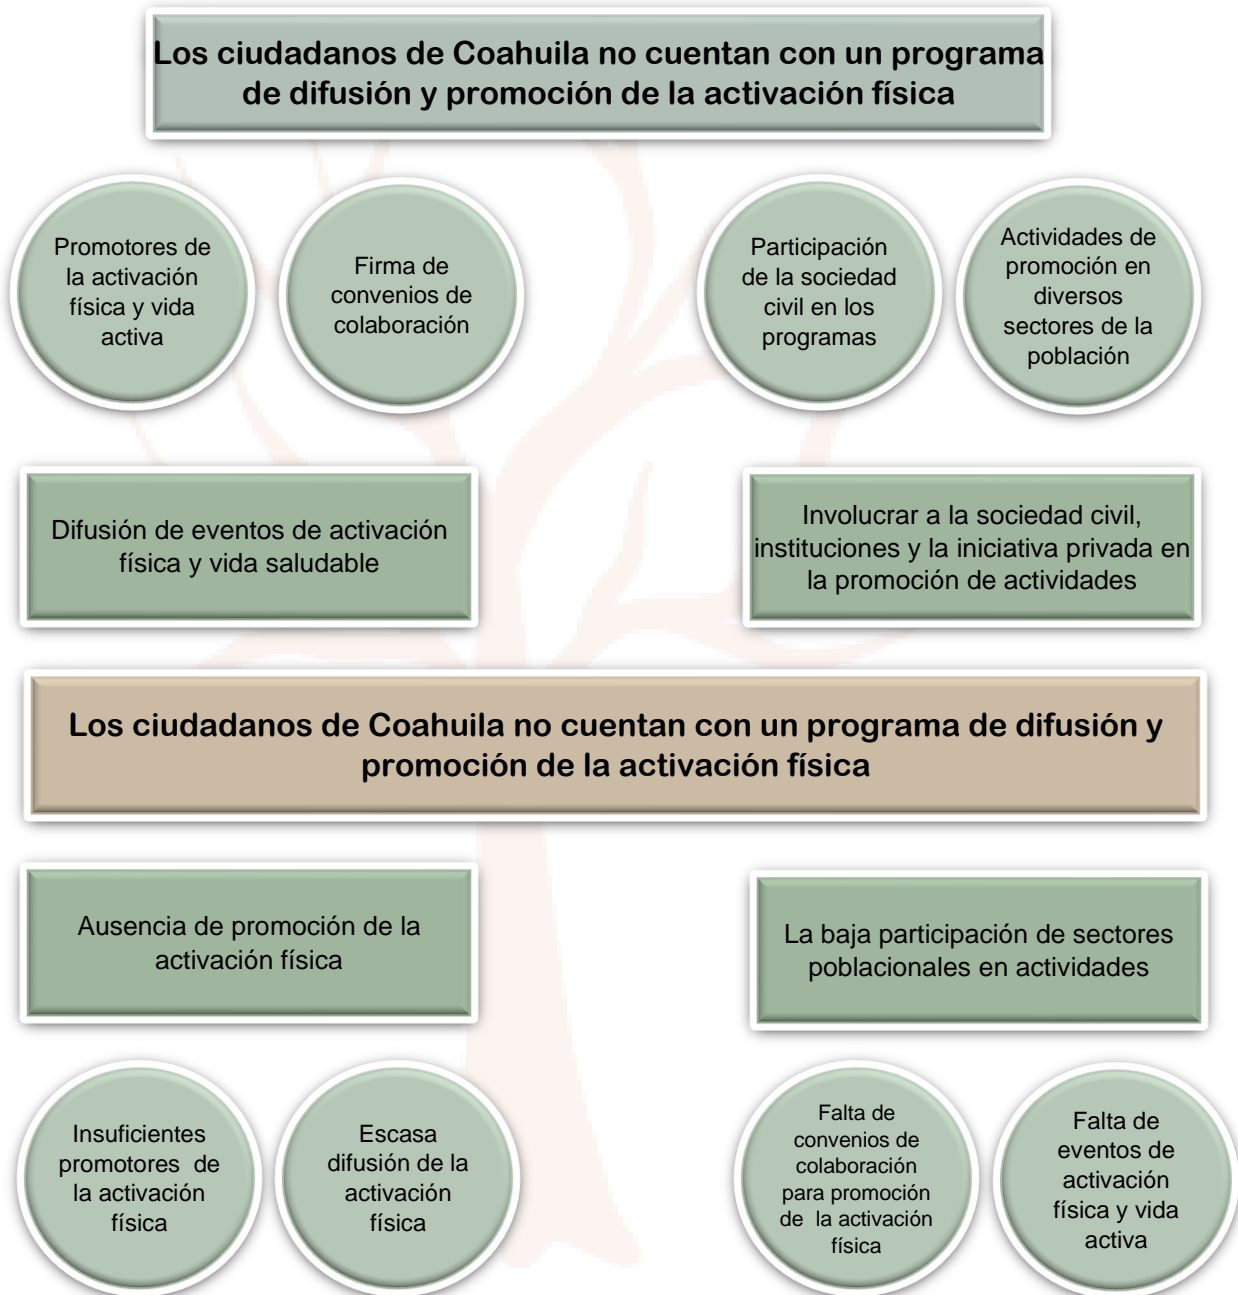 Los ciudadanos de Coahuila no cuentan con un programa
de difusión y promoción de la activación física
Promotores de
la activación
física y vida
activa
Firma de
convenios de
colaboración
Participación
de la sociedad
civil en los
programas
Actividades de
promoción en
diversos
sectores de la
población
Difusión de eventos de activación
física y vida saludable
Involucrar a la sociedad civil,
instituciones y la iniciativa privada en
la promoción de actividades
Los ciudadanos de Coahuila no cuentan con un programa de difusión y
promoción de la activación física
Ausencia de promoción de la
activación física
La baja participación de sectores
poblacionales en actividades
Insuficientes
promotores de
la activación
física
Escasa
difusión de la
activación
física
Falta de
convenios de
colaboración
para promoción
de la activación
física
Falta de
eventos de
activación
física y vida
activa